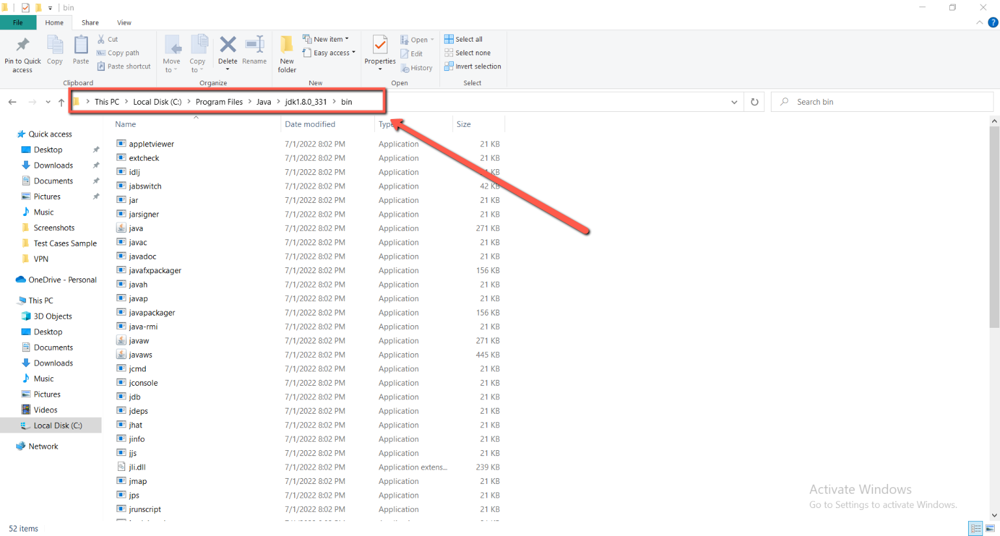 bin
File Home Share View
Pin to Quick access
Copy
Paste
Cut
Copy path
Paste shortcut
Clipboard
Move to
Copy to
Delete
Rename
Organize
New folder
New item
Easy access
New
Properties
Open
Edit
History
Open
Select all
Select none
Invert selection
Select
This PC > Local Disk (C:) > Program Files > Java > jdk1.8.0_331 > bin
Search bin
Quick access
Desktop
Downloads
Documents
Pictures
Music
Screenshots
Test Cases Sample
VPN
OneDrive - Personal
This PC
3D Objects
Desktop
Documents
Downloads
Music
Pictures
Videos
Local Disk (C:)
Network
Name Date modified Type Size
appletviewer 7/1/2022 8:02 PM Application 21 KB
extcheck 7/1/2022 8:02 PM Application 21 KB
idlj 7/1/2022 8:02 PM Application KB
jabswitch 7/1/2022 8:02 PM Application 42 KB
jar 7/1/2022 8:02 PM Application 21 KB
jarsigner 7/1/2022 8:02 PM Application 21 KB
java 7/1/2022 8:02 PM Application 271 KB
javac 7/1/2022 8:02 PM Application 21 KB
javadoc 7/1/2022 8:02 PM Application 21 KB
javafxpackager 7/1/2022 8:02 PM Application 156 KB
javah 7/1/2022 8:02 PM Application 21 KB
javap 7/1/2022 8:02 PM Application 21 KB
javapackager 7/1/2022 8:02 PM Application 156 KB
java-rmi 7/1/2022 8:02 PM Application 21 KB
javaw 7/1/2022 8:02 PM Application 271 KB
javaws 7/1/2022 8:02 PM Application 445 KB
jcmd 7/1/2022 8:02 PM Application 21 KB
jconsole 7/1/2022 8:02 PM Application 21 KB
jdb 7/1/2022 8:02 PM Application 21 KB
jdeps 7/1/2022 8:02 PM Application 21 KB
jhat 7/1/2022 8:02 PM Application 21 KB
jinfo 7/1/2022 8:02 PM Application 21 KB
jjs 7/1/2022 8:02 PM Application 21 KB
jli.dll 7/1/2022 8:02 PM Application extens... 239 KB
jmap 7/1/2022 8:02 PM Application 21 KB
jps 7/1/2022 8:02 PM Application 21 KB
jrunscript 7/1/2022 8:02 PM Application 21 KB
Activate Windows
Go to Settings to activate Windows.
52 items